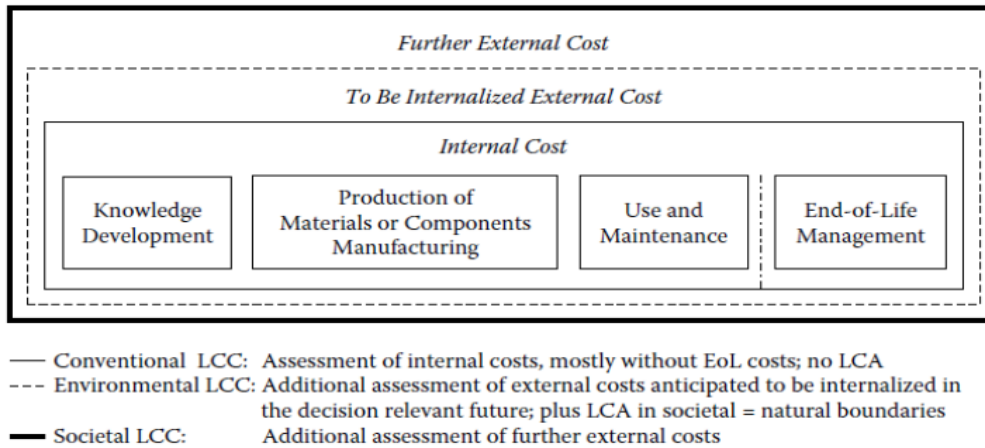 Further External Cost
To Be Internalized External Cost
Internal Cost
Knowledge
Development
Production of
Materials or Components
Manufacturing
Use and
Maintenance
End-of-Life
Management
Conventional LCC: Assessment of internal costs, mostly without EoL costs; no LCA
Environmental LCC: Additional assessment of external costs anticipated to be internalized in
the decision relevant future; plus LCA in societal = natural boundaries
Societal LCC: Additional assessment of further external costs